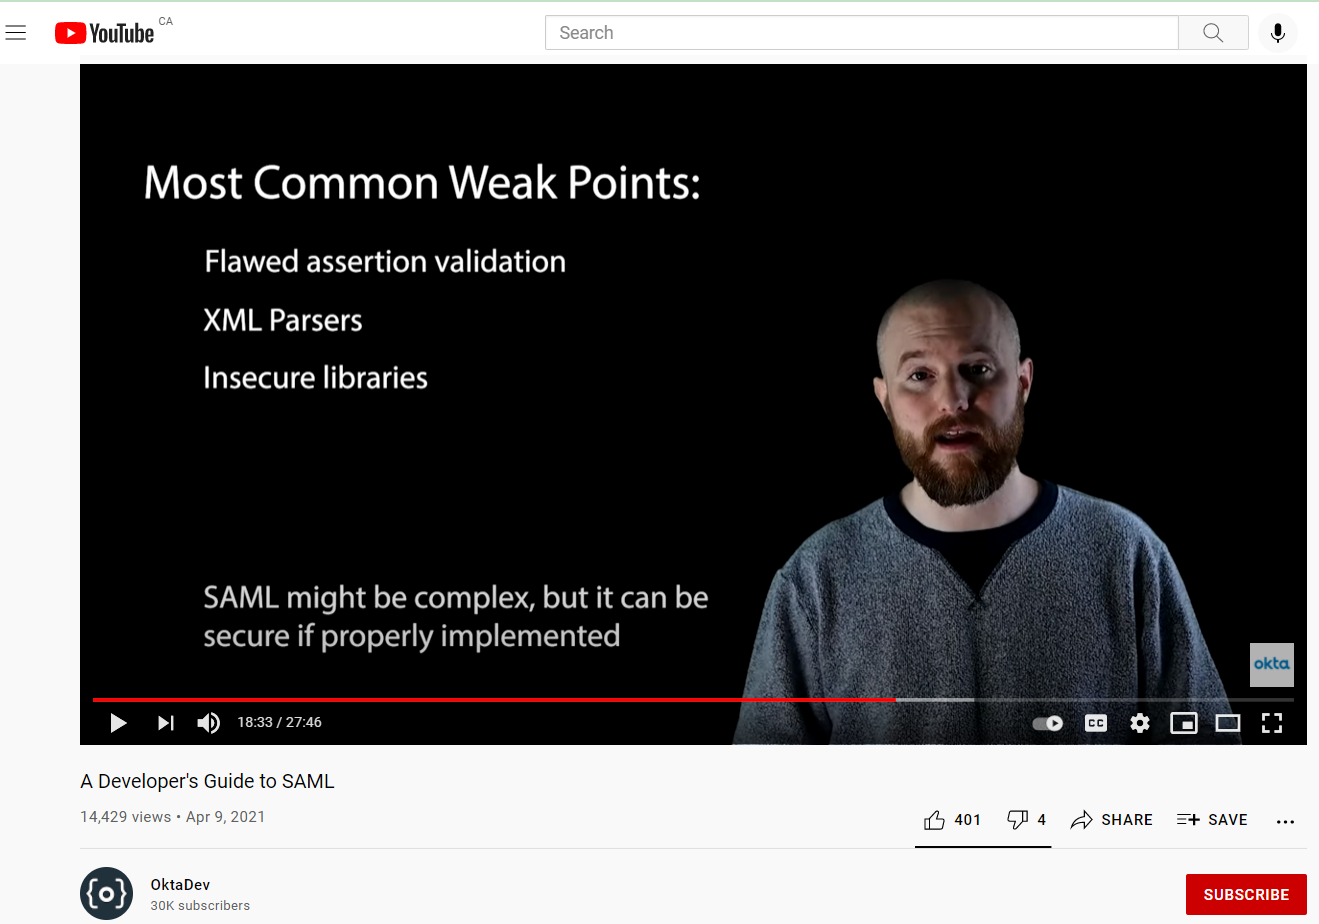 YouTube CA
Search
Most Common Weak Points:
Flawed assertion validation
XML Parsers
Insecure libraries
SAML might be complex, but it can be
secure if properly implemented
okta
18:33 / 27:46
CC
A Developer's Guide to SAML
14,429 views • Apr 9, 2021
401 4 SHARE SAVE
{o}
OktaDev
30K subscribers
SUBSCRIBE